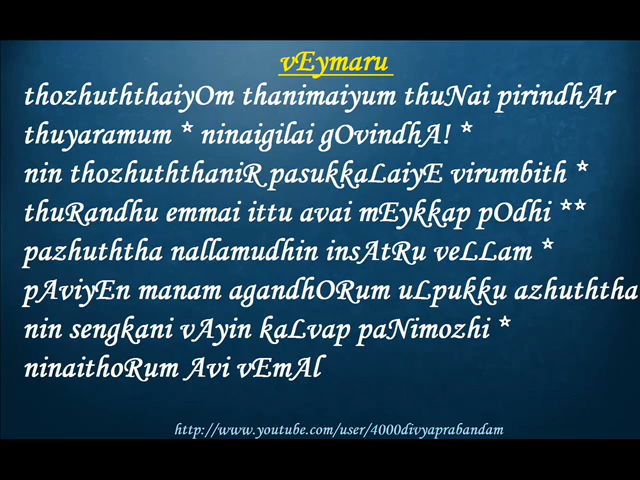 vEymaru
thozhuththaiyOm thanimaiyum thuNai pirindhAr
thuyaramum * ninaigilai gOvindhA! *
nin thozhuththaniR pasukkaLaiyE virumbith *
thuRandhu emmai ittu avai mEykkap pOdhi **
pazhuththa nallamudhin insAtRu veLLam *
pAviyEn manam agandhORum uLpukku azhuththa
nin sengkani vAyin kaLvap paNimozhi *
ninaithoRum Avi vEmAl
http://www.youtube.com/user/4000divyaprabandam